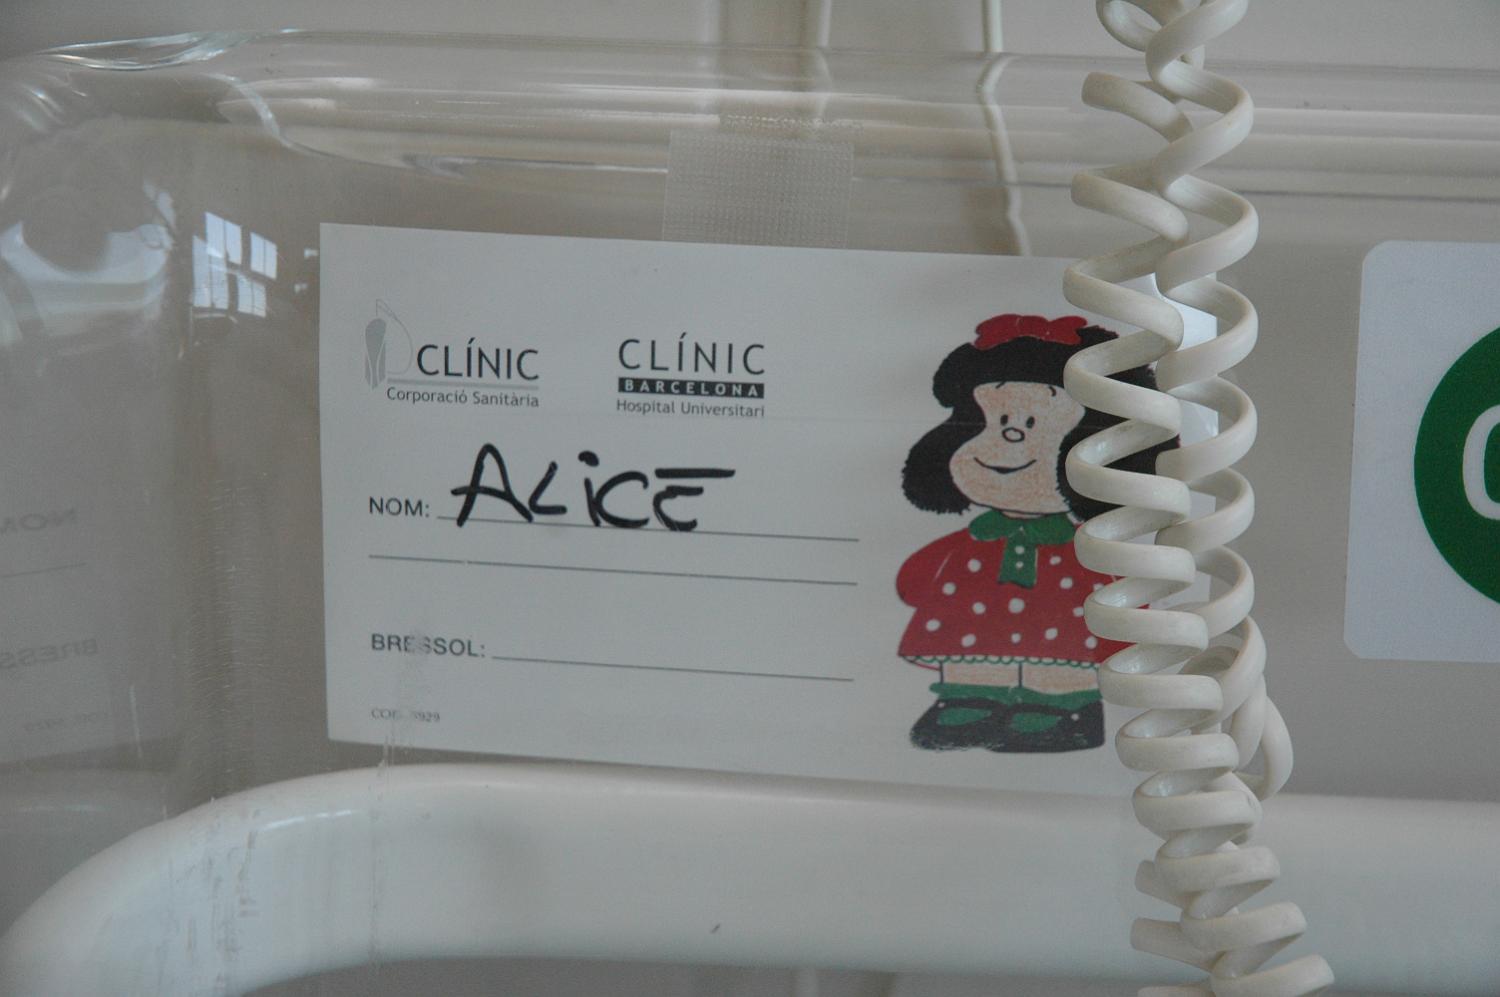 CLÍNIC
Corporació Sanitària
CLÍNIC
BARCELONA
Hospital Universitari
NOM: ALiCE
BRESSOL: